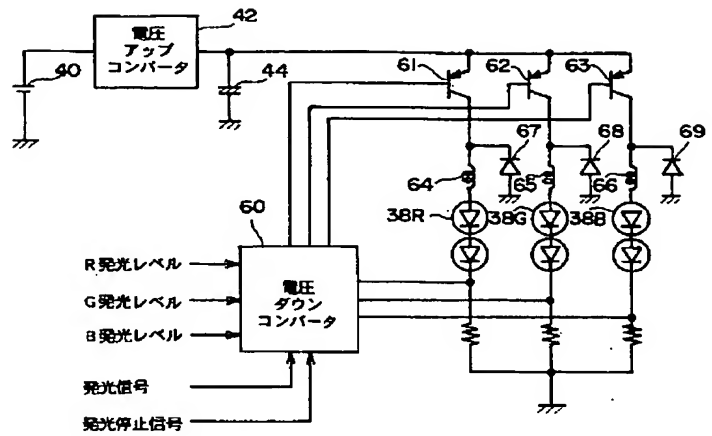 42
電圧
アップ
コンバータ
40
44
61
62
63
67
68
69
64
65
66
38R
38G
38B
60
電圧
ダウン
コンバータ
R発光レベル
G発光レベル
B発光レベル
発光信号
発光停止信号